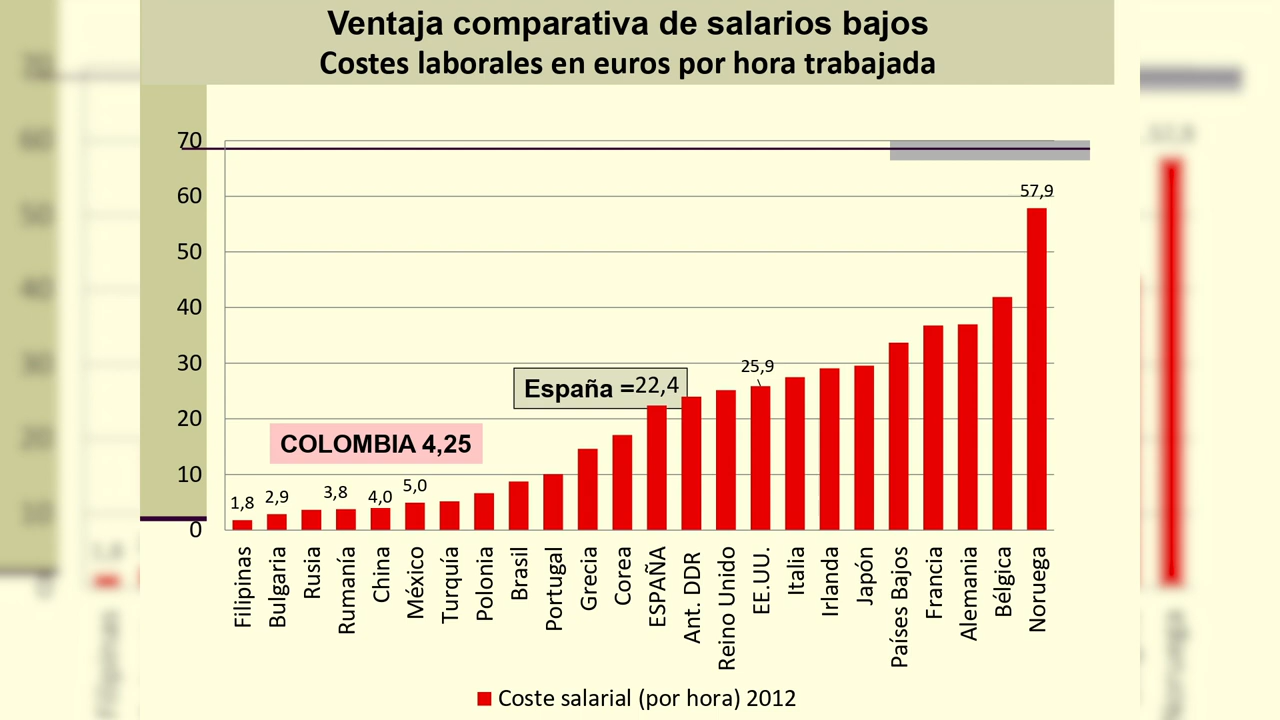 Ventaja comparativa de salarios bajos
Costes laborales en euros por hora trabajada
70
60
50
40
30
20
10
0
57,9
25,9
España =22,4
COLOMBIA 4,25
1,8
2,9
3,8
4,0
5,0
Filipinas
Bulgaria
Rusia
Rumanía
China
México
Turquía
Polonia
Brasil
Portugal
Grecia
Corea
ESPAÑA
Ant. DDR
Reino Unido
EE.UU.
Italia
Irlanda
Japón
Países Bajos
Francia
Alemania
Bélgica
Noruega
Coste salarial (por hora) 2012